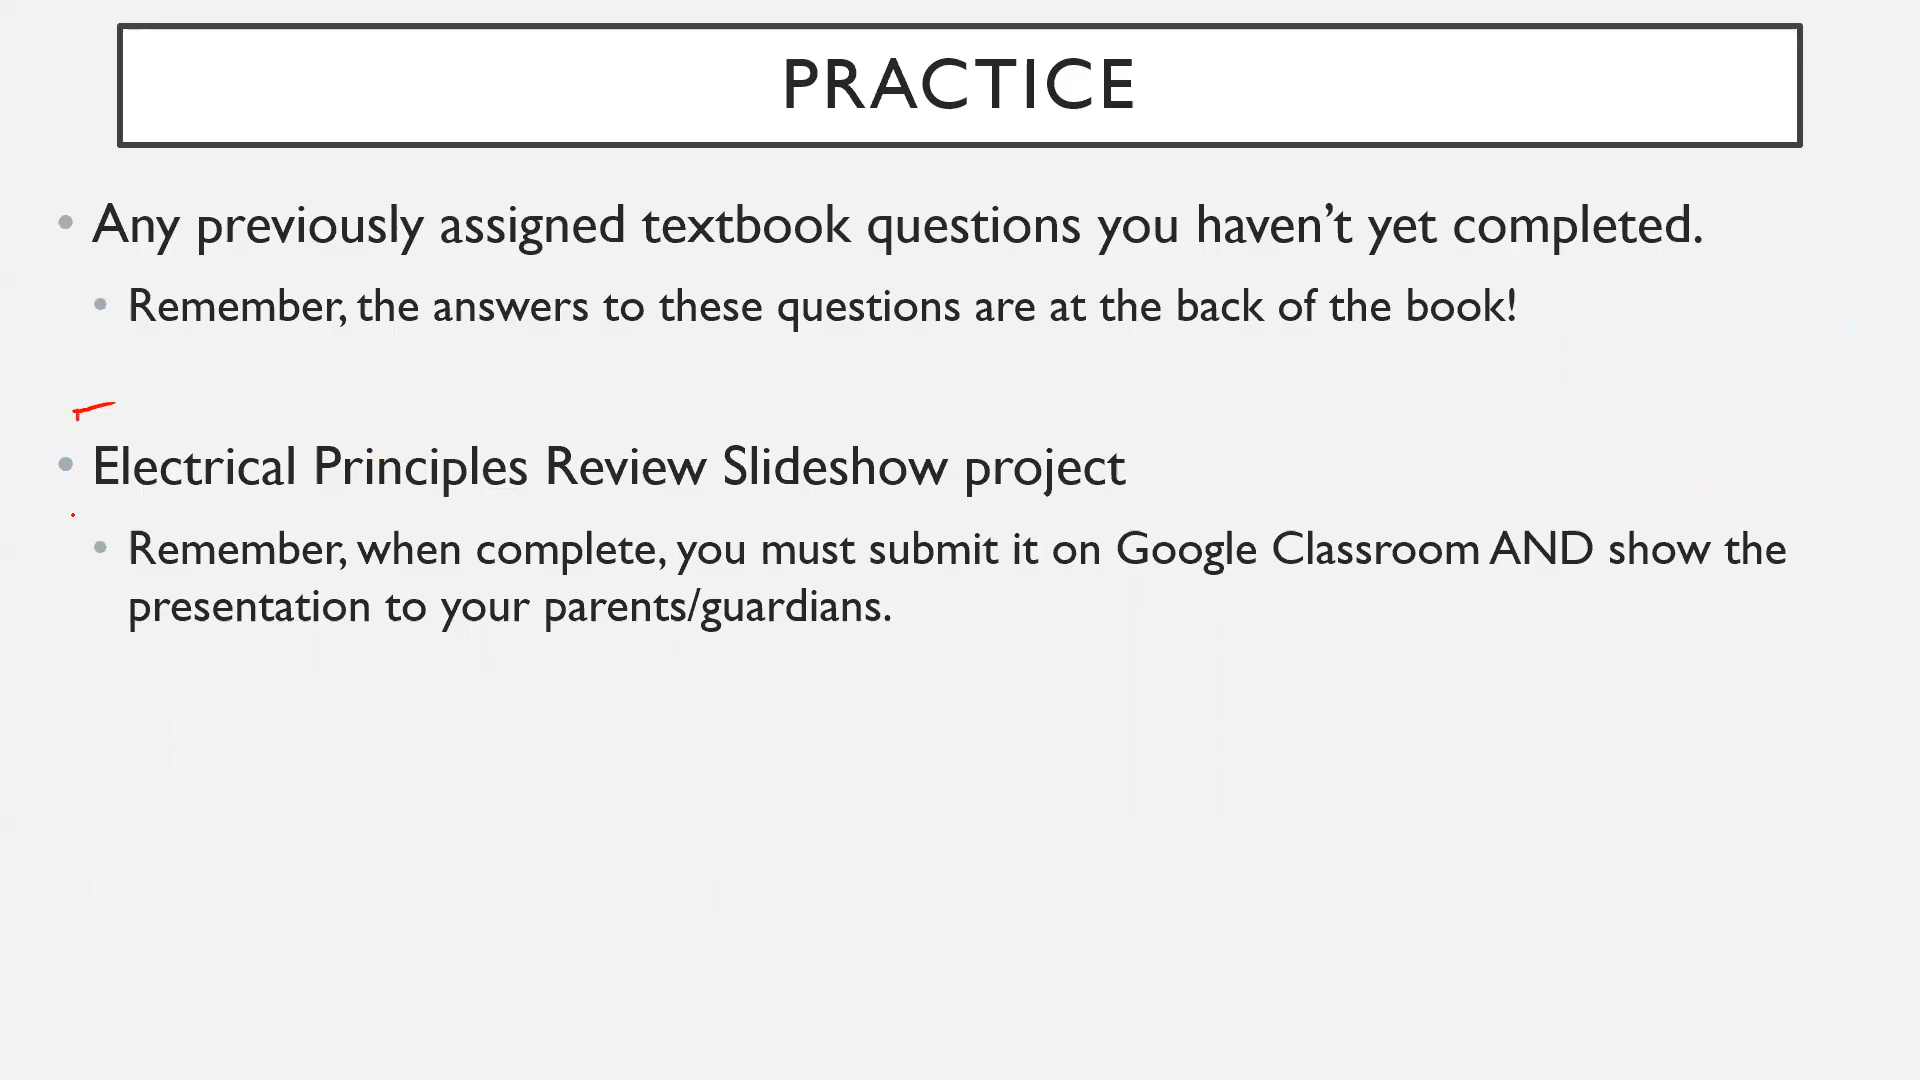 PRACTICE
• Any previously assigned textbook questions you haven’t yet completed.
• Remember, the answers to these questions are at the back of the book!
• Electrical Principles Review Slideshow project
• Remember, when complete, you must submit it on Google Classroom AND show the
presentation to your parents/guardians.